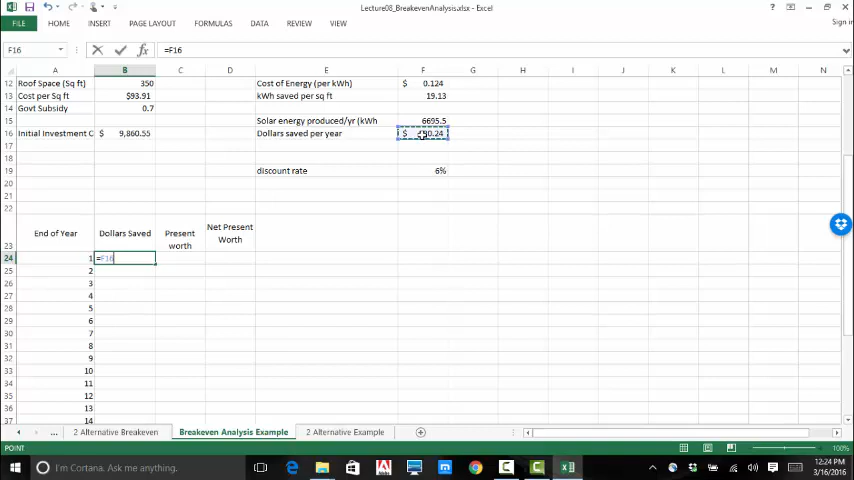 Lecture08_BreakevenAnalysis.xlsx - Excel
FILE HOME INSERT PAGE LAYOUT FORMULAS DATA REVIEW VIEW Sign in
F16 fx =F16
A B C D E F G H I J K L M N
12 Roof Space (Sq ft) 350 Cost of Energy (per kWh) $ 0.124
13 Cost per Sq ft $93.91 kWh saved per sq ft 19.13
14 Govt Subsidy 0.7
15 Solar energy produced/yr (kWh 6695.5
16 Initial Investment C $ 9,860.55 Dollars saved per year $ 0.24
17
18
19 discount rate 6%
20
21
22
Net Present
End of Year Dollars Saved Present
worth Worth
23
24 1 =F16
25 2
26 3
27 4
28 5
29 6
30 7
31 8
32 9
33 10
34 11
35 12
36 13
37 14
... 2 Alternative Breakeven Breakeven Analysis Example 2 Alternative Example
POINT 100%
I'm Cortana. Ask me anything. 12:24 PM
3/16/2016